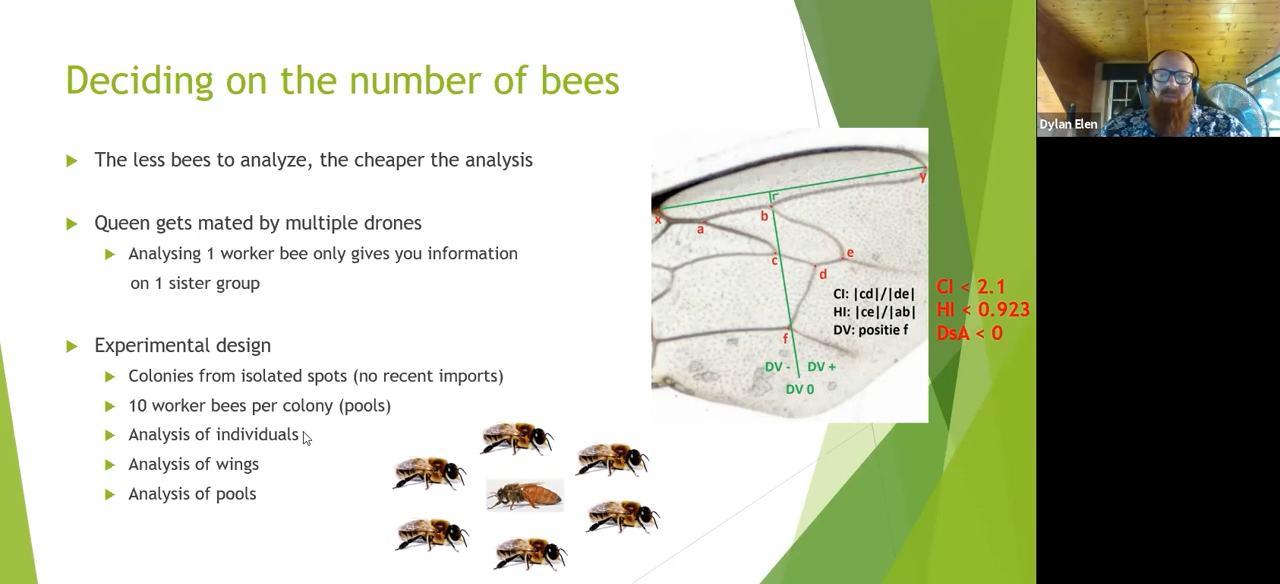 Deciding on the number of bees
The less bees to analyze, the cheaper the analysis
Queen gets mated by multiple drones
Analysing 1 worker bee only gives you information
on 1 sister group
Experimental design
Colonies from isolated spots (no recent imports)
10 worker bees per colony (pools)
Analysis of individuals
Analysis of wings
Analysis of pools
x
a
b
c
d
e
f
y
CI: |cd|/|de|
HI: |ce|/|ab|
DV: positie f
DV - DV +
DV 0
CI < 2.1
HI < 0.923
DsA < 0
Dylan Elen